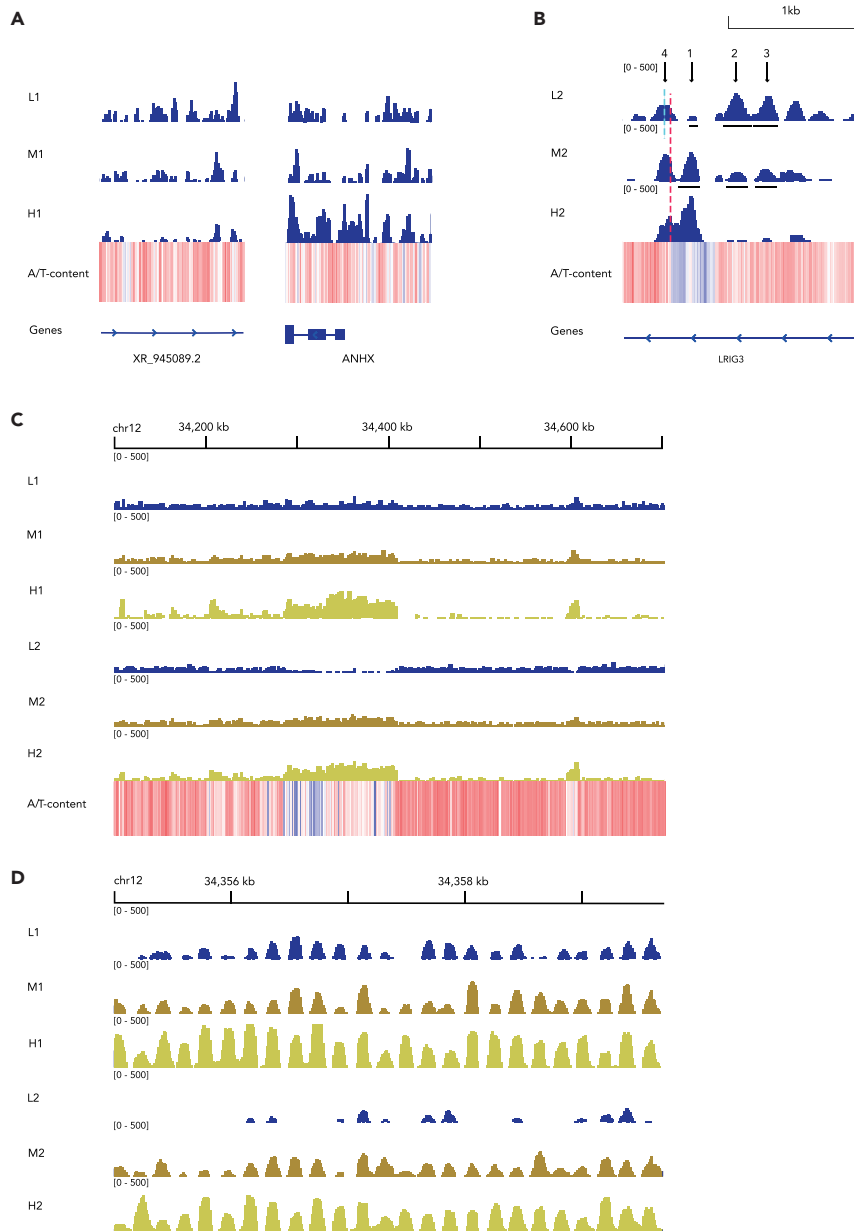 A
B
1kb
4 1 2 3
[0 - 500]
L1
L2
[0 - 500]
M1
M2
[0 - 500]
H1
H2
A/T-content
A/T-content
Genes
Genes
XR_945089.2
ANHX
LRIG3
C
chr12 34,200 kb 34,400 kb 34,600 kb
[0 - 500]
L1
[0 - 500]
M1
[0 - 500]
H1
[0 - 500]
L2
[0 - 500]
M2
[0 - 500]
H2
A/T-content
D
chr12 34,356 kb 34,358 kb
[0 - 500]
L1
[0 - 500]
M1
[0 - 500]
H1
[0 - 500]
L2
[0 - 500]
M2
[0 - 500]
H2